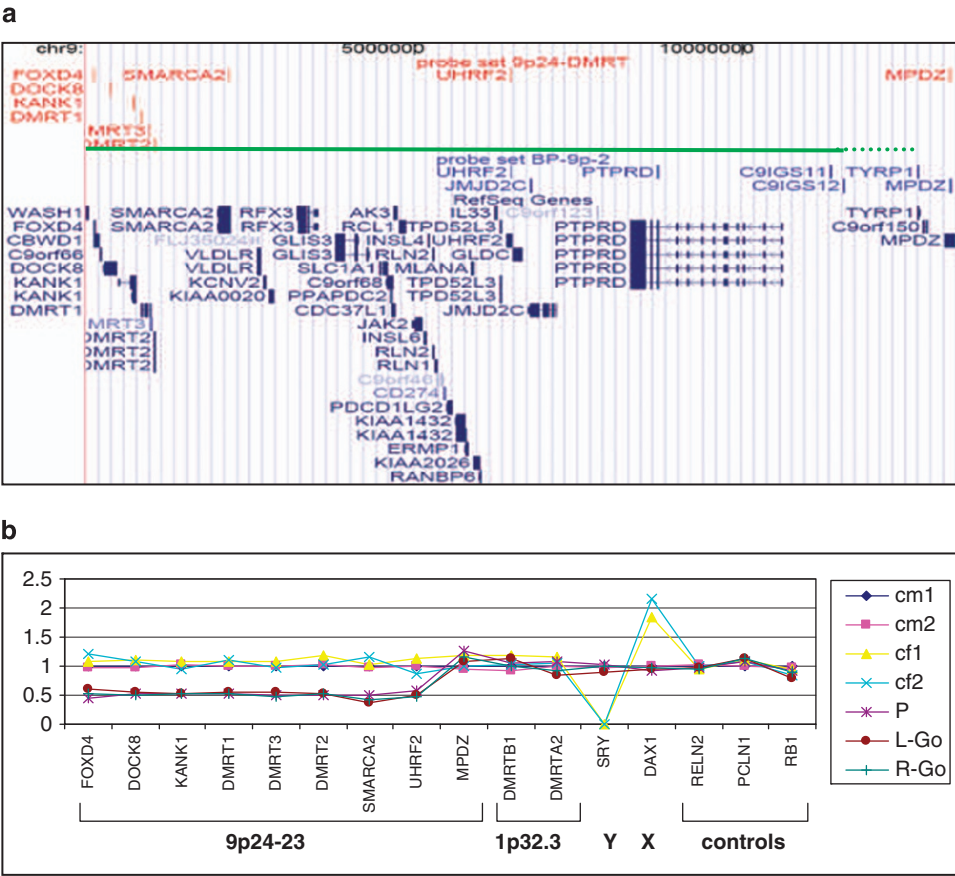 a
chr9: 5000000 10000000
probe set 9p24-DMRT
FOXD4 SMARCA2 UHRF2 MPDZ
DOCK8
KANK1
DMRT1
MRT3
DMRT2
probe set BP-9p-2
UHRF2 PTPRD C9IGS11 TYRP1
JMJD2C C9IGS12 MPDZ
RefSeq Genes
WASH1 SMARCA2 RFX3 AK3 IL33 C9orf123 TYRP1
FOXD4 SMARCA2 RFX3 RCL1 TPD52L3 PTPRD C9orf150
CBWD1 FLJ35024 GLIS3 INSL4 UHRF2 PTPRD MPDZ
C9orf66 VLDLR GLIS3 RLN2 GLDC PTPRD
DOCK8 VLDLR SLC1A1 MLANA PTPRD
KANK1 KCNV2 C9orf68 TPD52L3 PTPRD
KANK1 KIAA0020 PPAPDC2 TPD52L3
DMRT1 CDC37L1 JMJD2C
MRT3 JAK2
DMRT2 INSL6
DMRT2 RLN2
DMRT2 RLN1
C9orf46
CD274
PDCD1LG2
KIAA1432
KIAA1432
ERMP1
KIAA2026
RANBP6
b
2.5
2
1.5
1
0.5
0
FOXD4
DOCK8
KANK1
DMRT1
DMRT3
DMRT2
SMARCA2
UHRF2
MPDZ
DMRTB1
DMRTA2
SRY
DAX1
RELN2
PCLN1
RB1
9p24-23 1p32.3 Y X controls
cm1
cm2
cf1
cf2
P
L-Go
R-Go